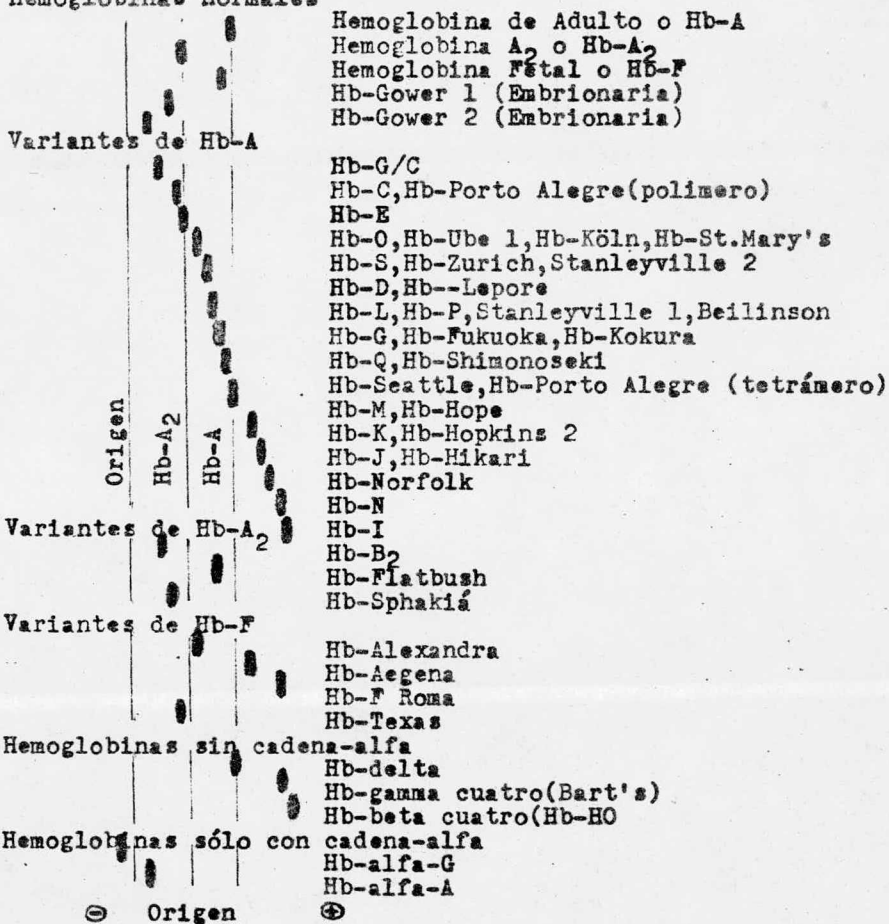 Hemoglobinas normales
Hemoglobina de Adulto o Hb-A
Hemoglobina A2 o Hb-A2
Hemoglobina Fetal o Hb-F
Hb-Gower 1 (Embrionaria)
Hb-Gower 2 (Embrionaria)
Variantes de Hb-A
Hb-G/C
Hb-C,Hb-Porto Alegre(polimero)
Hb-E
Hb-O,Hb-Ube 1,Hb-Köln,Hb-St.Mary's
Hb-S,Hb-Zurich,Stanleyville 2
Hb-D,Hb--Lepore
Hb-L,Hb-P,Stanleyville 1,Beilinson
Hb-G,Hb-Fukuoka,Hb-Kokura
Hb-Q,Hb-Shimonoseki
Hb-Seattle,Hb-Porto Alegre (tetrámero)
Hb-M,Hb-Hope
Hb-K,Hb-Hopkins 2
Hb-J,Hb-Hikari
Hb-Norfolk
Hb-N
Hb-I
Origen
Hb-A2
Hb-A
Variantes de Hb-A2
Hb-B2
Hb-Flatbush
Hb-Sphakiá
Variantes de Hb-F
Hb-Alexandra
Hb-Aegena
Hb-F Roma
Hb-Texas
Hemoglobinas sin cadena-alfa
Hb-delta
Hb-gamma cuatro(Bart's)
Hb-beta cuatro(Hb-HO
Hemoglobinas sólo con cadena-alfa
Hb-alfa-G
Hb-alfa-A
⊖ Origen ⊕